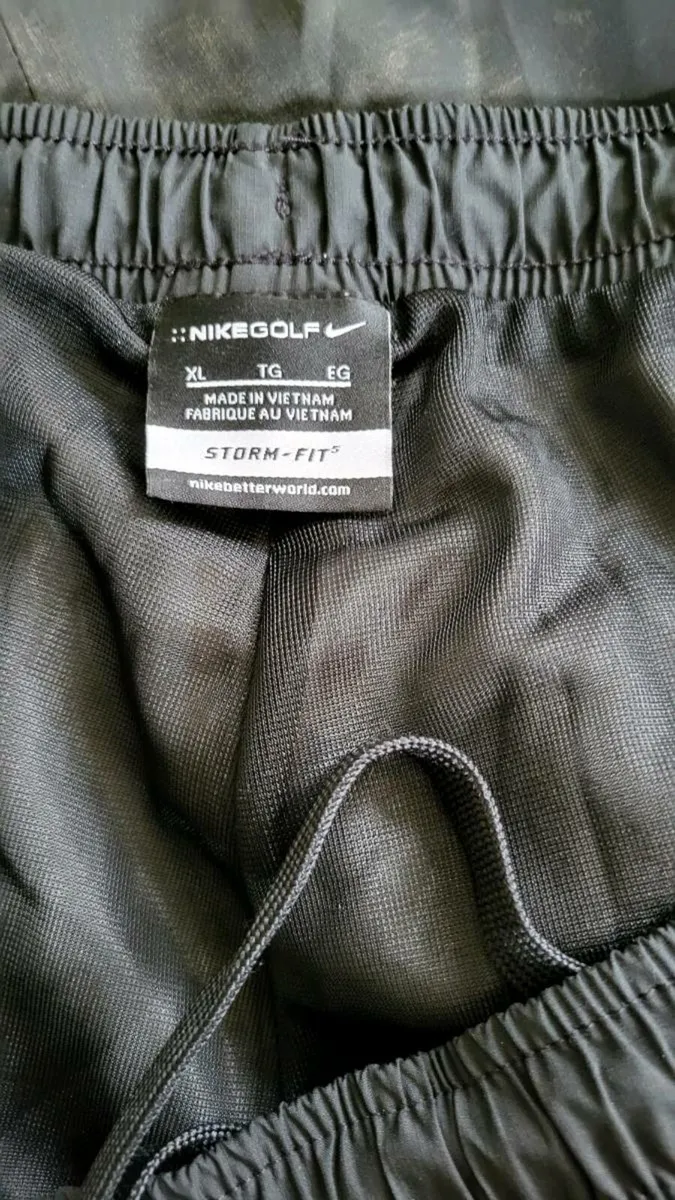 NIKEGOLF
XL TG EG
MADE IN VIETNAM
FABRIQUE AU VIETNAM
STORM-FIT⁵
nikebetterworld.com